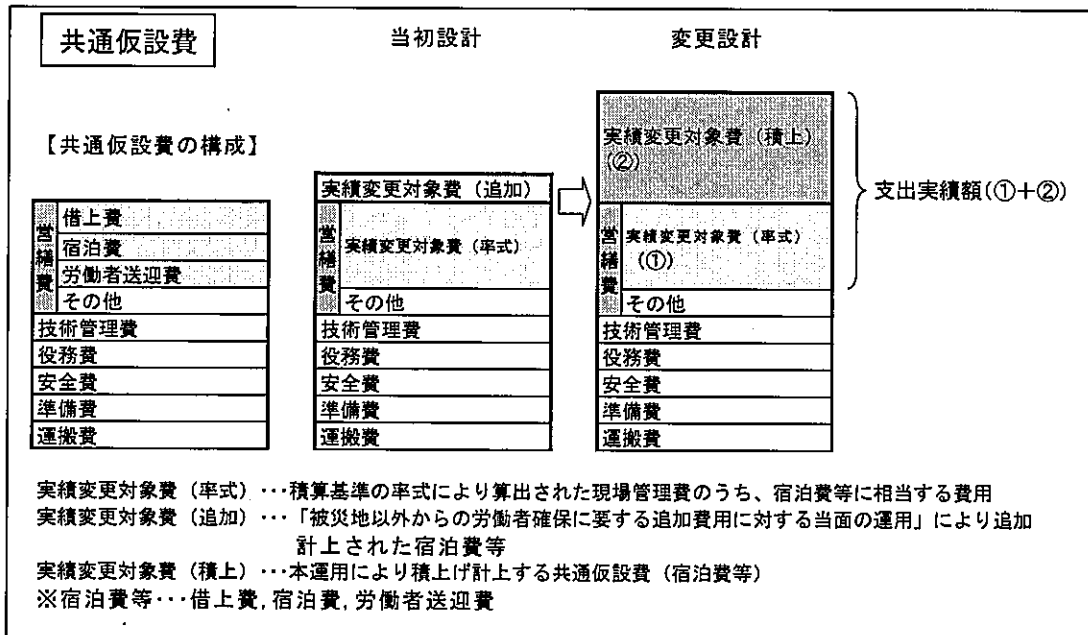 共通仮設費
当初設計
変更設計
【共通仮設費の構成】
営繕費
借上費
宿泊費
労働者送迎費
その他
技術管理費
役務費
安全費
準備費
運搬費
実績変更対象費（追加）
営繕費
実績変更対象費（率式）
その他
技術管理費
役務費
安全費
準備費
運搬費
実績変更対象費（積上）
(②)
営繕費
実績変更対象費（率式）
(①)
その他
技術管理費
役務費
安全費
準備費
運搬費
支出実績額(①＋②)
実績変更対象費（率式）･･･積算基準の率式により算出された現場管理費のうち、宿泊費等に相当する費用
実績変更対象費（追加）･･･「被災地以外からの労働者確保に要する追加費用に対する当面の運用」により追加
計上された宿泊費等
実績変更対象費（積上）･･･本運用により積上げ計上する共通仮設費（宿泊費等）
※宿泊費等･･･借上費,宿泊費,労働者送迎費